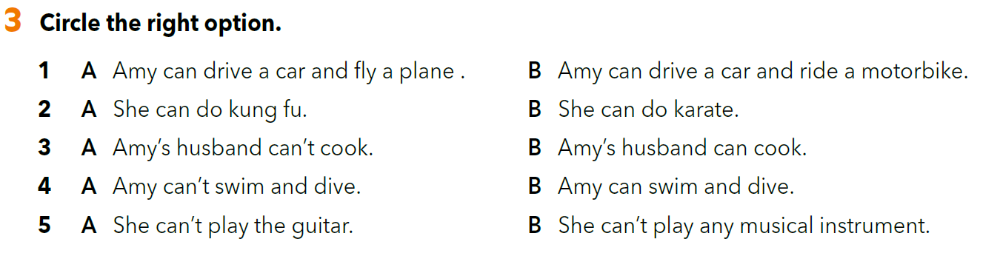 3 Circle the right option.
1 A Amy can drive a car and fly a plane . B Amy can drive a car and ride a motorbike.
2 A She can do kung fu. B She can do karate.
3 A Amy’s husband can’t cook. B Amy’s husband can cook.
4 A Amy can’t swim and dive. B Amy can swim and dive.
5 A She can’t play the guitar. B She can’t play any musical instrument.